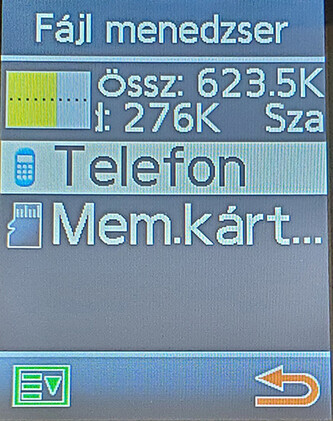 Fájl menedzser
Össz: 623.5K
: 276K Sza
Telefon
Mem.kárt...